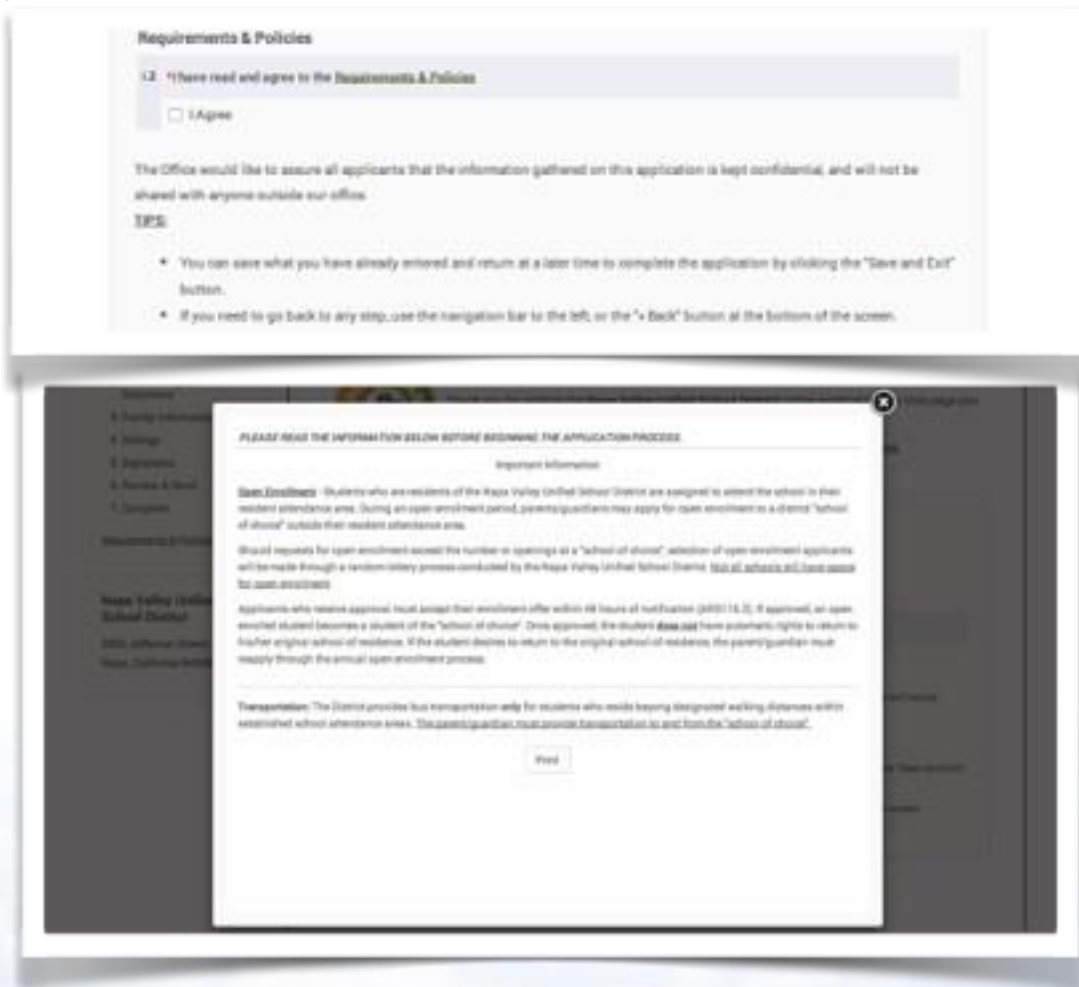 Requirements & Policies
*I have read and agree to the Requirements & Policies
I Agree
The Office would like to assure all applicants that the information gathered on this application is kept confidential, and will not be
shared with anyone outside our office.
TIPS:
• You can save what you have already entered and return at a later time to complete the application by clicking the "Save and Exit"
button.
• If you need to go back to any step, use the navigation bar to the left, or the "« Back" button at the bottom of the screen.
PLEASE READ THE INFORMATION BELOW BEFORE BEGINNING THE APPLICATION PROCESS.
Important Information
Open Enrollment - Students who are residents of the Napa Valley Unified School District are assigned to attend the school in their
resident attendance area. During an open enrollment period, parents/guardians may apply for open enrollment to a district "school
of choice" outside their resident attendance area.
Should requests for open enrollment exceed the number or openings at a "school of choice", selection of open enrollment applicants
will be made through a random lottery process conducted by the Napa Valley Unified School District. Not all schools will have space
for open enrollment.
Applicants who receive approval must accept their enrollment offer within 48 hours of notification. If approved, an open
enrolled student becomes a student of the "school of choice". Once approved, the student does not have automatic rights to return to
his/her original school of residence. If the student desires to return to the original school of residence, the parent/guardian must
reapply through the annual open enrollment process.
Transportation: The District provides bus transportation only for students who reside beyond designated walking distances within
established school attendance areas. The parent/guardian must provide transportation to and from the "school of choice".
Print
Napa Valley Unified
School District